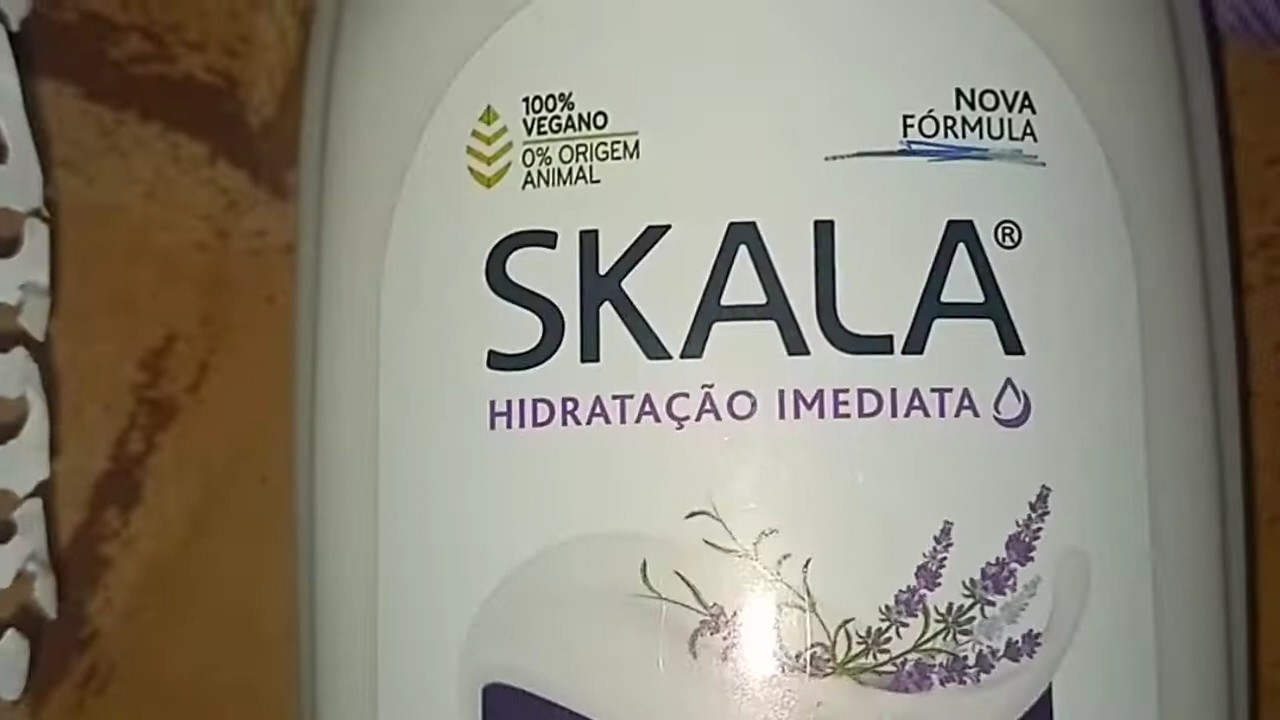 100%
VEGANO
0% ORIGEM
ANIMAL
NOVA
FÓRMULA
SKALA®
HIDRATAÇÃO IMEDIATA